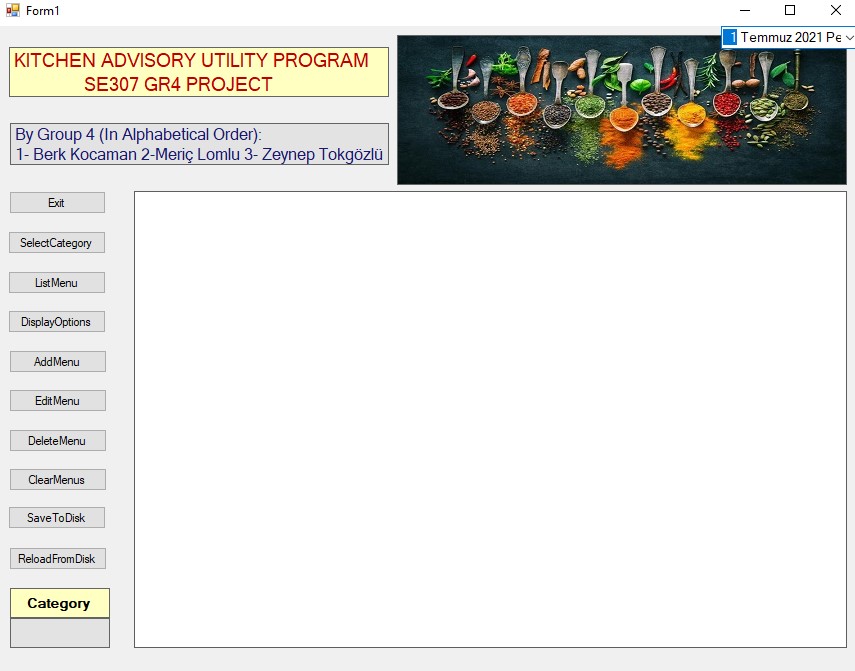 Form1
1 Temmuz 2021 Pe
KITCHEN ADVISORY UTILITY PROGRAM
SE307 GR4 PROJECT
By Group 4 (In Alphabetical Order):
1- Berk Kocaman 2-Meriç Lomlu 3- Zeynep Tokgözlü
Exit
SelectCategory
ListMenu
DisplayOptions
AddMenu
EditMenu
DeleteMenu
ClearMenus
SaveToDisk
ReloadFromDisk
Category